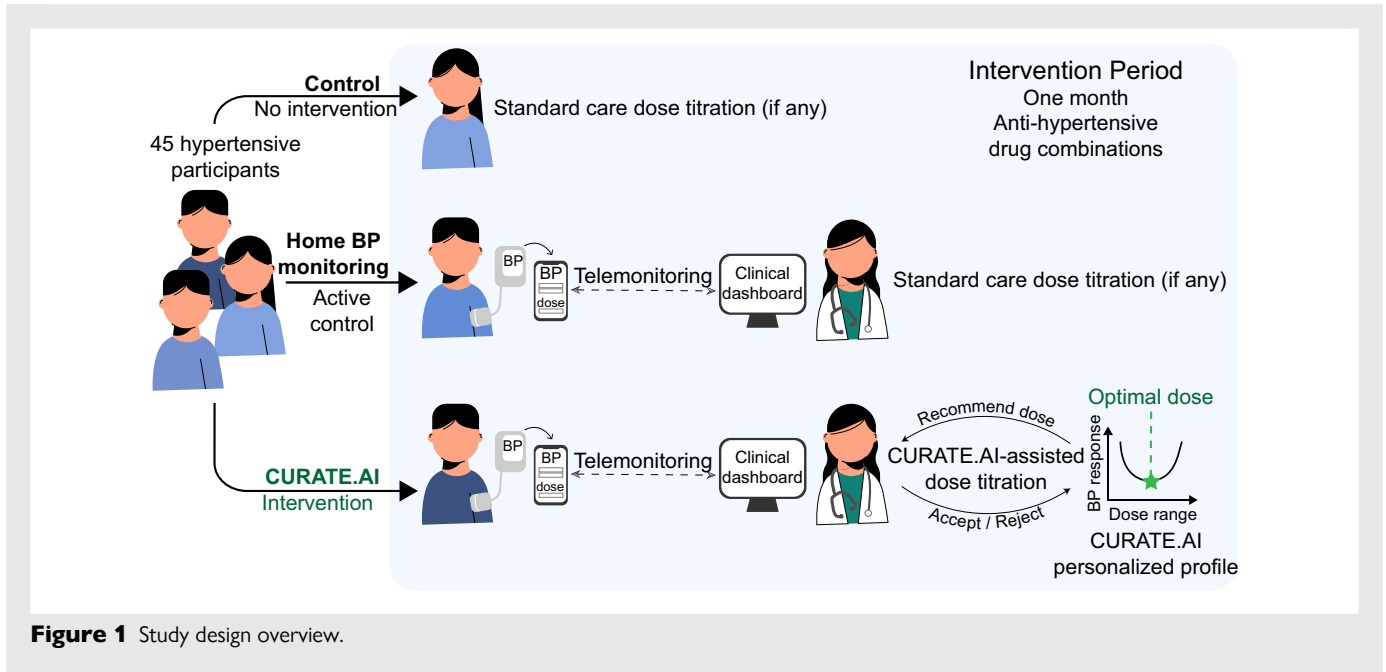 Control
No intervention
Standard care dose titration (if any)
Intervention Period
One month
Anti-hypertensive
drug combinations
45 hypertensive
participants
Home BP
monitoring
Active
control
BP
BP
dose
Telemonitoring
Clinical
dashboard
Standard care dose titration (if any)
CURATE.AI
Intervention
BP
BP
dose
Telemonitoring
Clinical
dashboard
Recommend dose
CURATE.AI-assisted
dose titration
Accept / Reject
Optimal dose
BP response
Dose range
CURATE.AI
personalized profile
Figure 1 Study design overview.